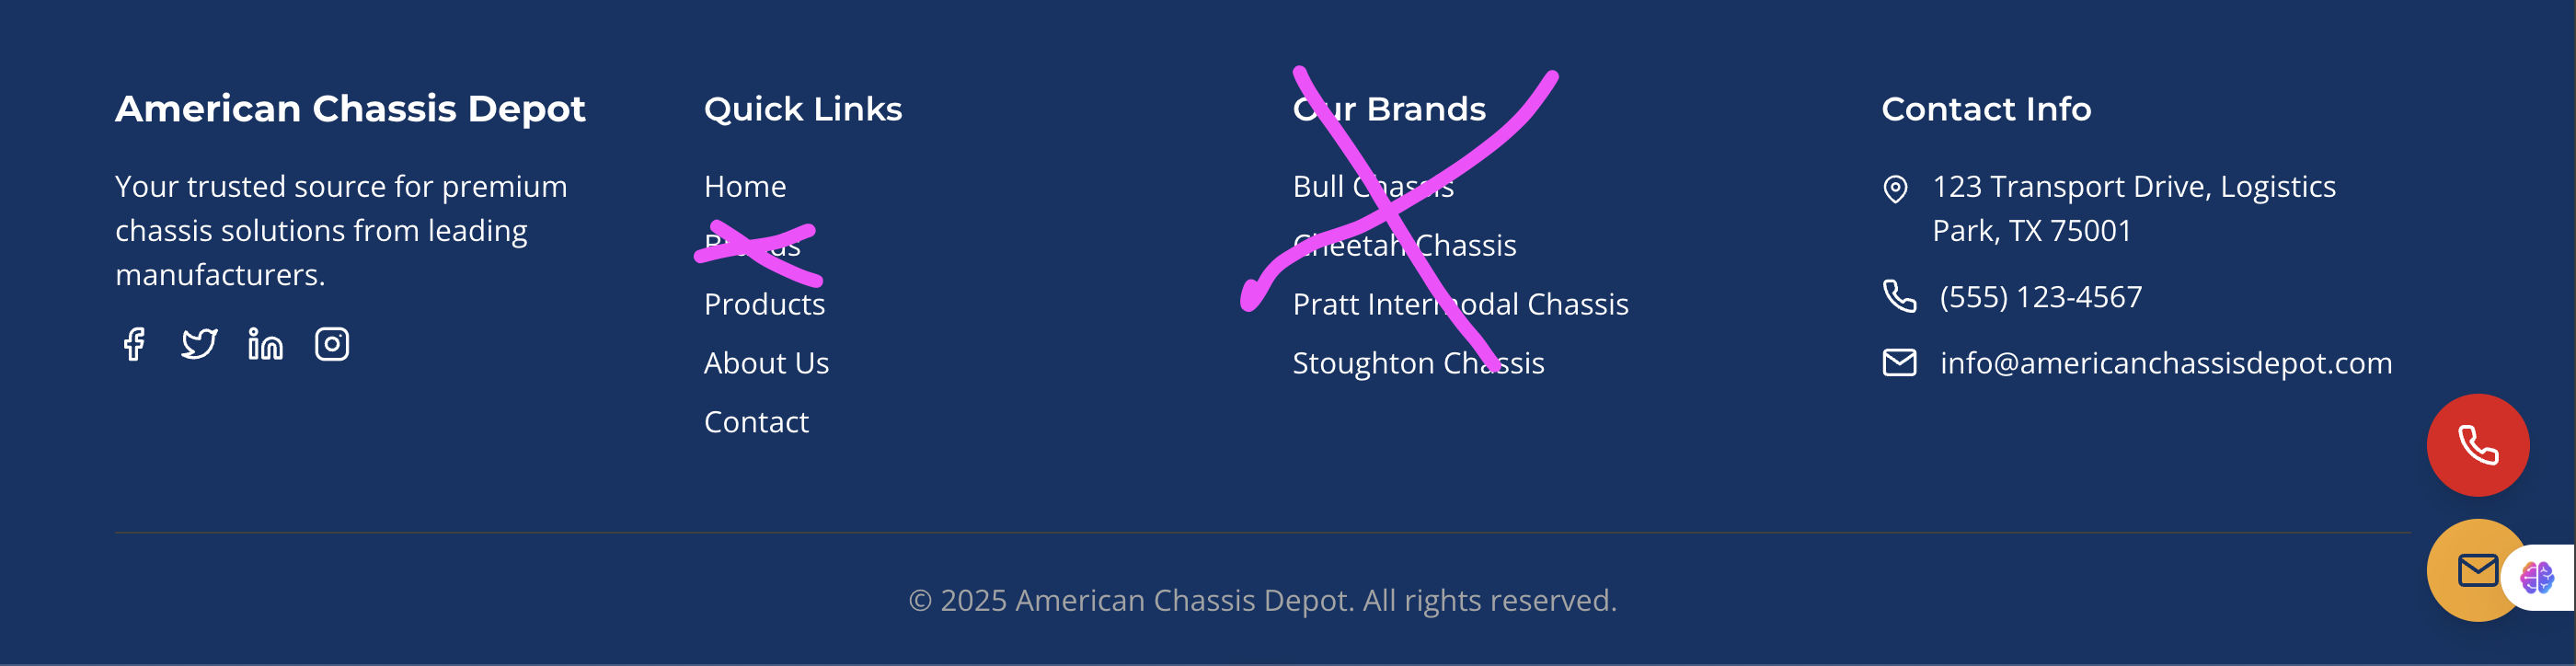 American Chassis Depot
Your trusted source for premium
chassis solutions from leading
manufacturers.
Quick Links
Home
Brands
Products
About Us
Contact
Our Brands
Bull Chassis
Cheetah Chassis
Pratt Intermodal Chassis
Stoughton Chassis
Contact Info
123 Transport Drive, Logistics
Park, TX 75001
(555) 123-4567
info@americanchassisdepot.com
© 2025 American Chassis Depot. All rights reserved.